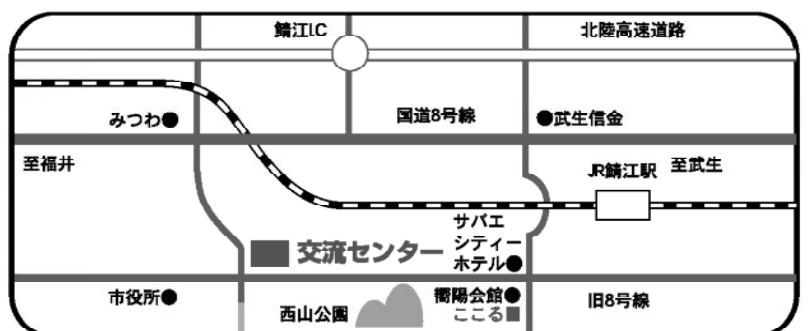 鯖江I.C
北陸高速道路
みつわ
国道8号線
武生信金
至福井
JR鯖江駅
至武生
サバエ
シティー
ホテル
交流センター
市役所
西山公園
嚮陽会館
こころ
旧8号線